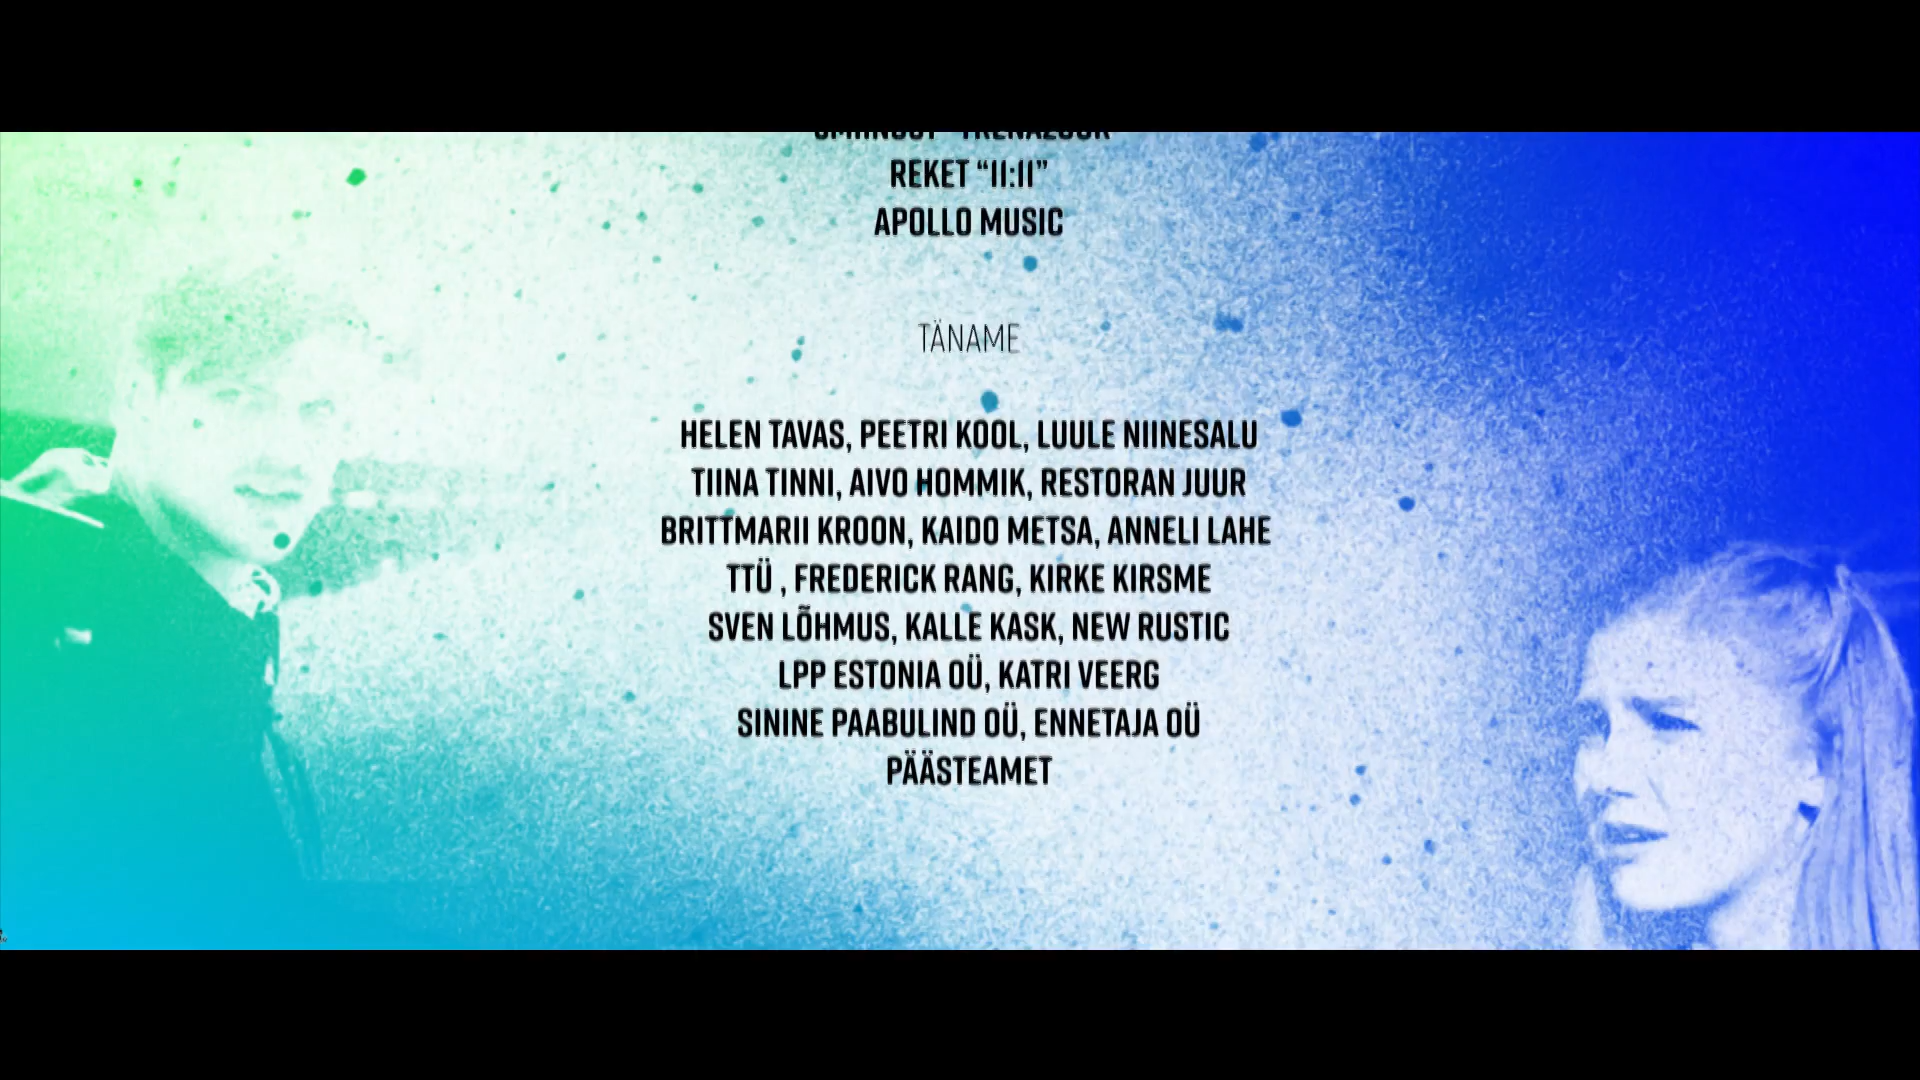 REKET “11:11”
APOLLO MUSIC
TÄNAME
HELEN TAVAS, PEETRI KOOL, LUULE NIINESALU
TIINA TINNI, AIVO HOMMIK, RESTORAN JUUR
BRITTMARII KROON, KAIDO METSA, ANNELI LAHE
TTÜ , FREDERICK RANG, KIRKE KIRSME
SVEN LÕHMUS, KALLE KASK, NEW RUSTIC
LPP ESTONIA OÜ, KATRI VEERG
SININE PAABULIND OÜ, ENNETAJA OÜ
PÄÄSTEAMET